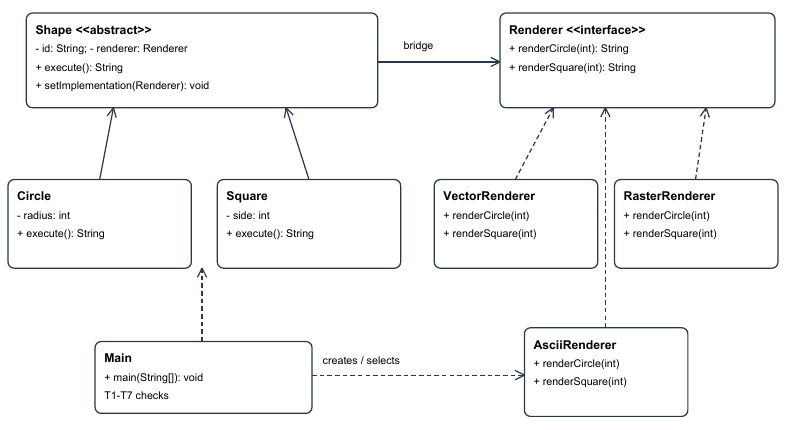 Shape <<abstract>>
- id: String; - renderer: Renderer
+ execute(): String
+ setImplementation(Renderer): void
bridge
Renderer <<interface>>
+ renderCircle(int): String
+ renderSquare(int): String
Circle
- radius: int
+ execute(): String
Square
- side: int
+ execute(): String
VectorRenderer
+ renderCircle(int)
+ renderSquare(int)
RasterRenderer
+ renderCircle(int)
+ renderSquare(int)
Main
+ main(String[]): void
T1-T7 checks
creates / selects
AsciiRenderer
+ renderCircle(int)
+ renderSquare(int)